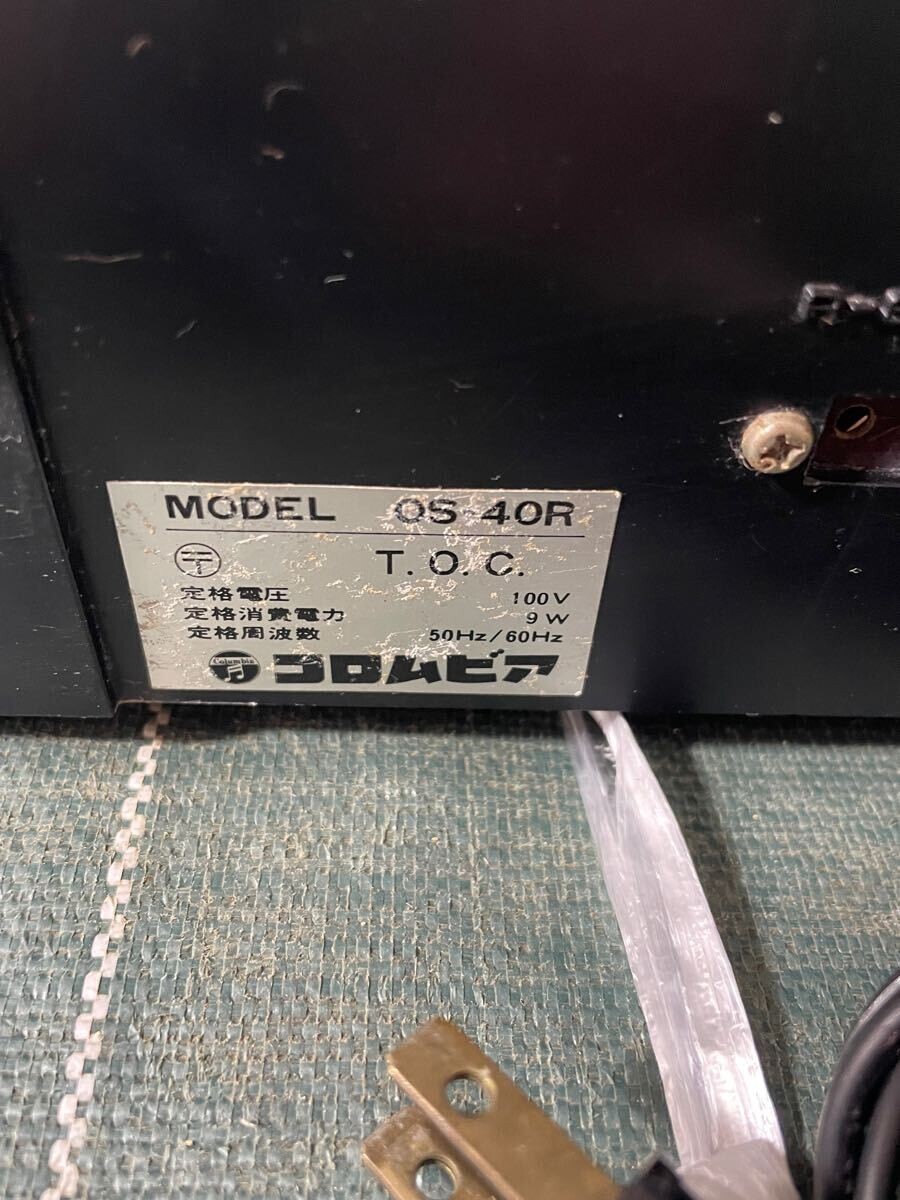 MODEL OS-40R
〒 T.O.C.
定格電圧 100V
定格消費電力 9W
定格周波数 50Hz/60Hz
Columbia コロムビア